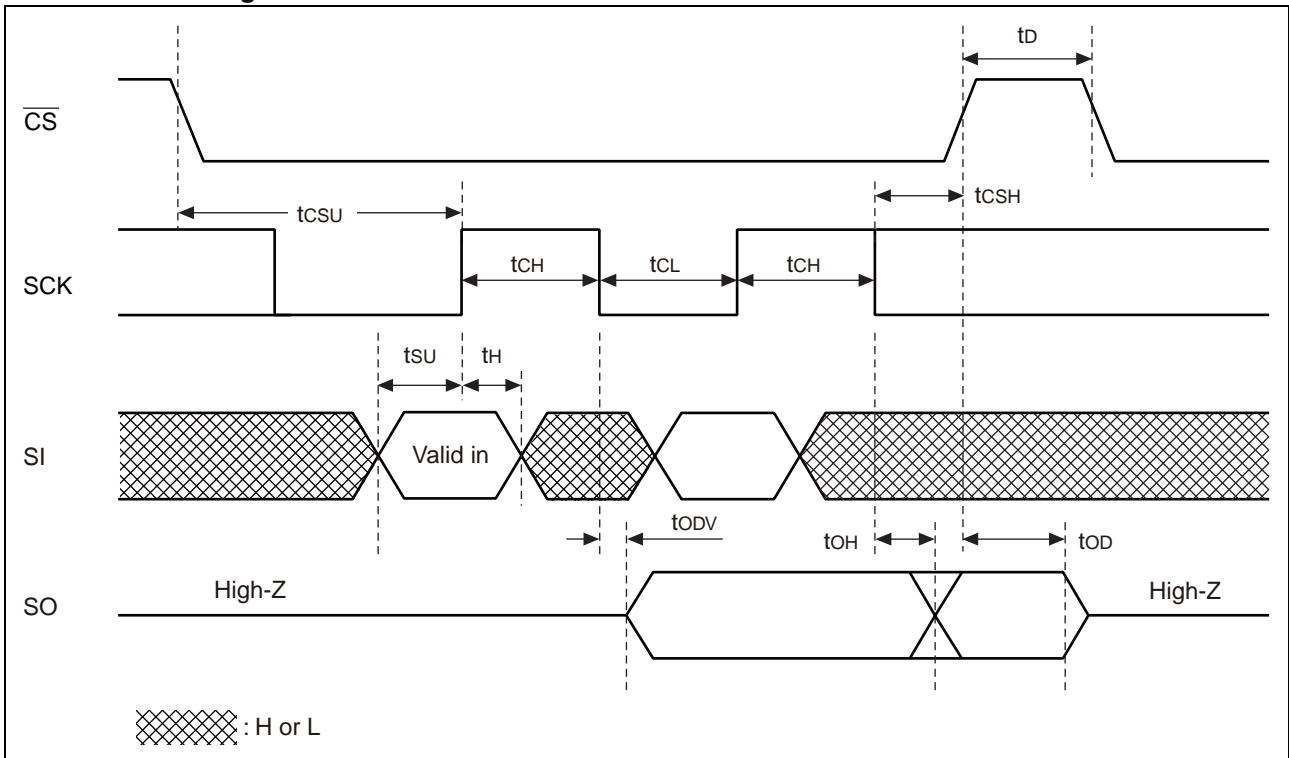 tD
CS
tCSH
tCSU
tCH
tCL
tCH
SCK
tSU
tH
SI
Valid in
tODV
tOH
tOD
High-Z
High-Z
SO
: H or L